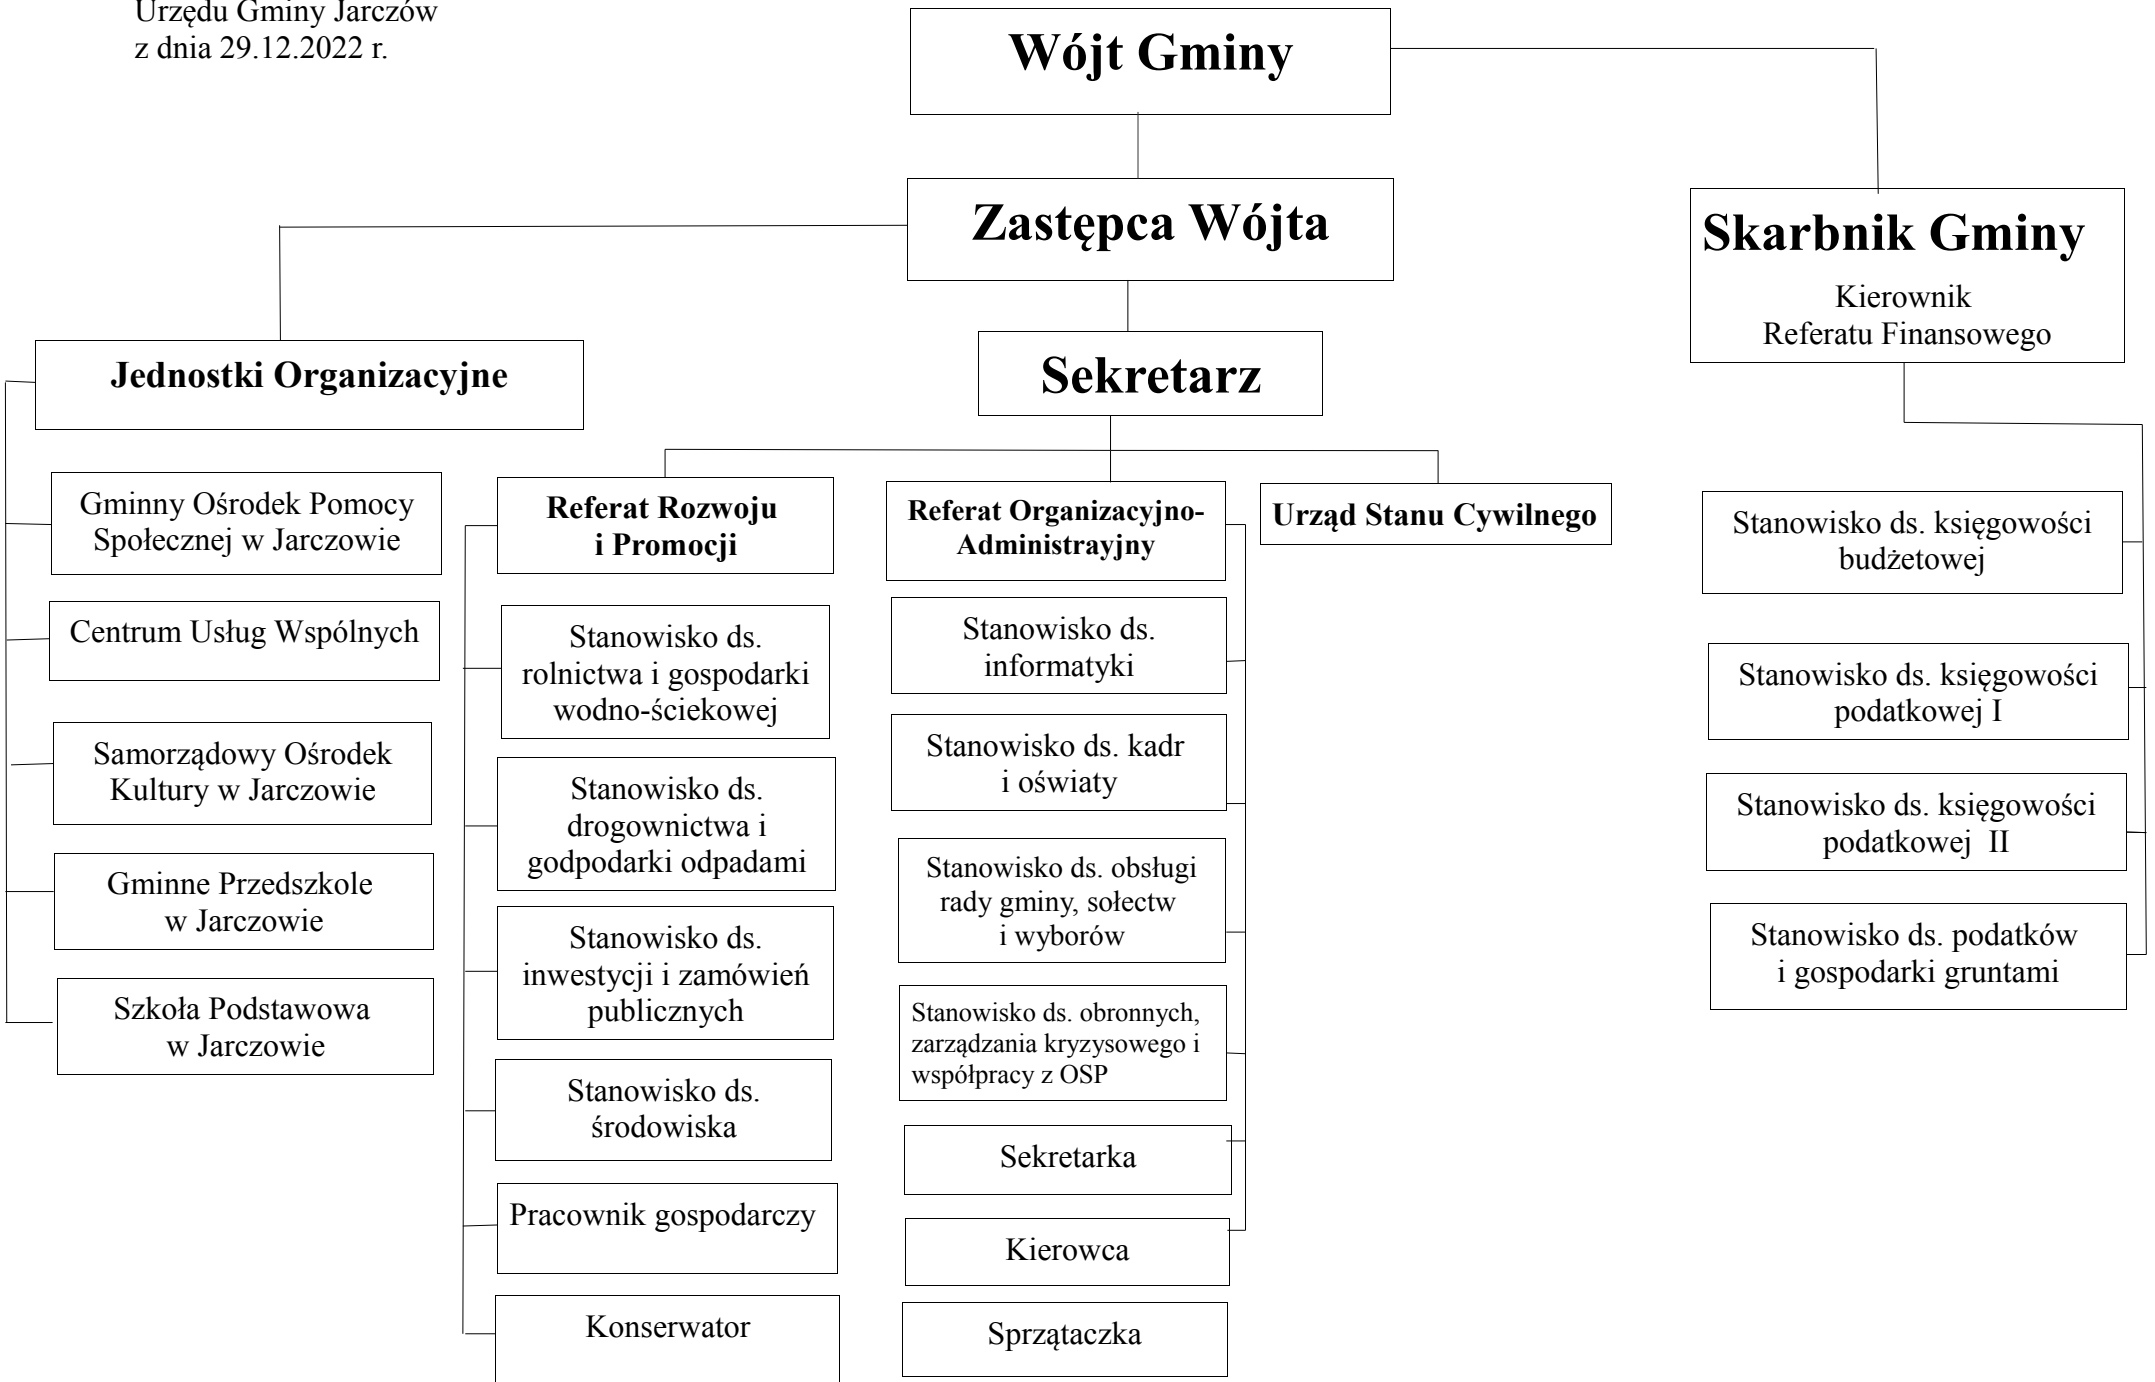 Urzędu Gminy Jarczów
z dnia 29.12.2022 r.
Wójt Gminy
Zastępca Wójta
Skarbnik Gminy
Kierownik
Referatu Finansowego
Jednostki Organizacyjne
Sekretarz
Gminny Ośrodek Pomocy
Społecznej w Jarczowie
Centrum Usług Wspólnych
Samorządowy Ośrodek
Kultury w Jarczowie
Gminne Przedszkole
w Jarczowie
Szkoła Podstawowa
w Jarczowie
Referat Rozwoju
i Promocji
Stanowisko ds.
rolnictwa i gospodarki
wodno-ściekowej
Stanowisko ds.
drogownictwa i
godpodarki odpadami
Stanowisko ds.
inwestycji i zamówień
publicznych
Stanowisko ds.
środowiska
Pracownik gospodarczy
Konserwator
Referat Organizacyjno-
Administrayjny
Stanowisko ds.
informatyki
Stanowisko ds. kadr
i oświaty
Stanowisko ds. obsługi
rady gminy, sołectw
i wyborów
Stanowisko ds. obronnych,
zarządzania kryzysowego i
współpracy z OSP
Sekretarka
Kierowca
Sprzątaczka
Urząd Stanu Cywilnego
Stanowisko ds. księgowości
budżetowej
Stanowisko ds. księgowości
podatkowej I
Stanowisko ds. księgowości
podatkowej  II
Stanowisko ds. podatków
i gospodarki gruntami